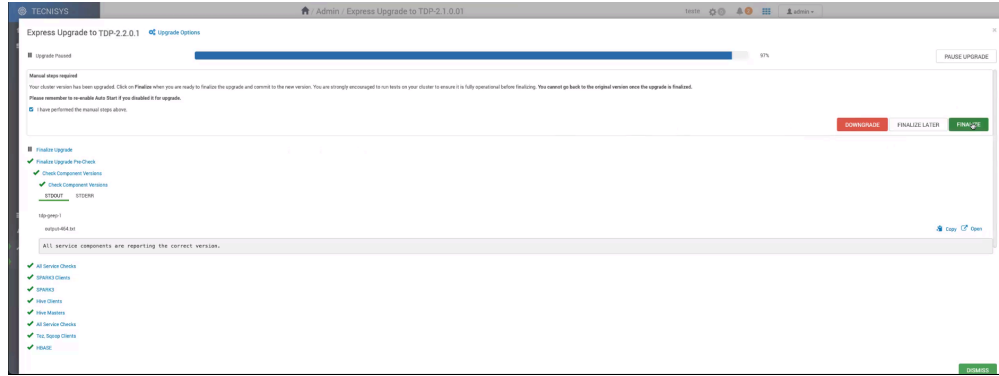 TECNISYS
/ Admin / Express Upgrade to TDP-2.1.0.01
teste
admin
Express Upgrade to TDP-2.2.0.1 Upgrade Options
×
Upgrade Paused
97%
PAUSE UPGRADE
Manual steps required
Your cluster version has been upgraded. Click on Finalize when you are ready to finalize the upgrade and commit to the new version. You are strongly encouraged to run tests on your cluster to ensure it is fully operational before finalizing. You cannot go back to the original version once the upgrade is finalized.
Please remember to re-enable Auto Start if you disabled it for upgrade.
I have performed the manual steps above.
DOWNGRADE FINALIZE LATER FINALIZE
Finalize Upgrade
Finalize Upgrade Pre-Check
Check Component Versions
Check Component Versions
STDOUT STDERR
tdp-prep-1
output-464.txt
Copy Open
All service components are reporting the correct version.
All Service Checks
SPARK3 Clients
SPARK3
Hive Clients
Hive Masters
All Service Checks
Tez, Sqoop Clients
HBASE
DISMISS